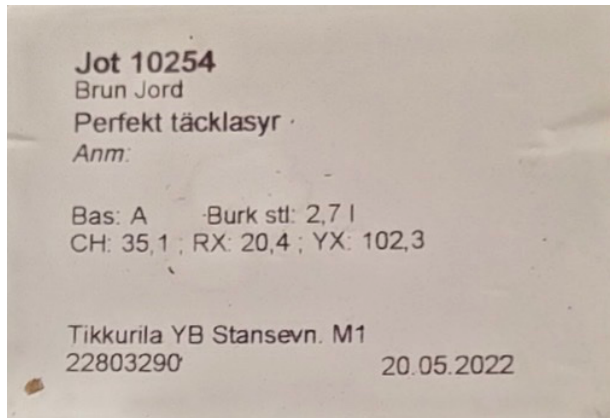 Jot 10254
Brun Jord
Perfekt täcklasyr
Anm:
Bas: A Burk stl: 2,7 l
CH: 35,1 ; RX: 20,4 ; YX: 102,3
Tikkurila YB Stansevn. M1
22803290 20.05.2022